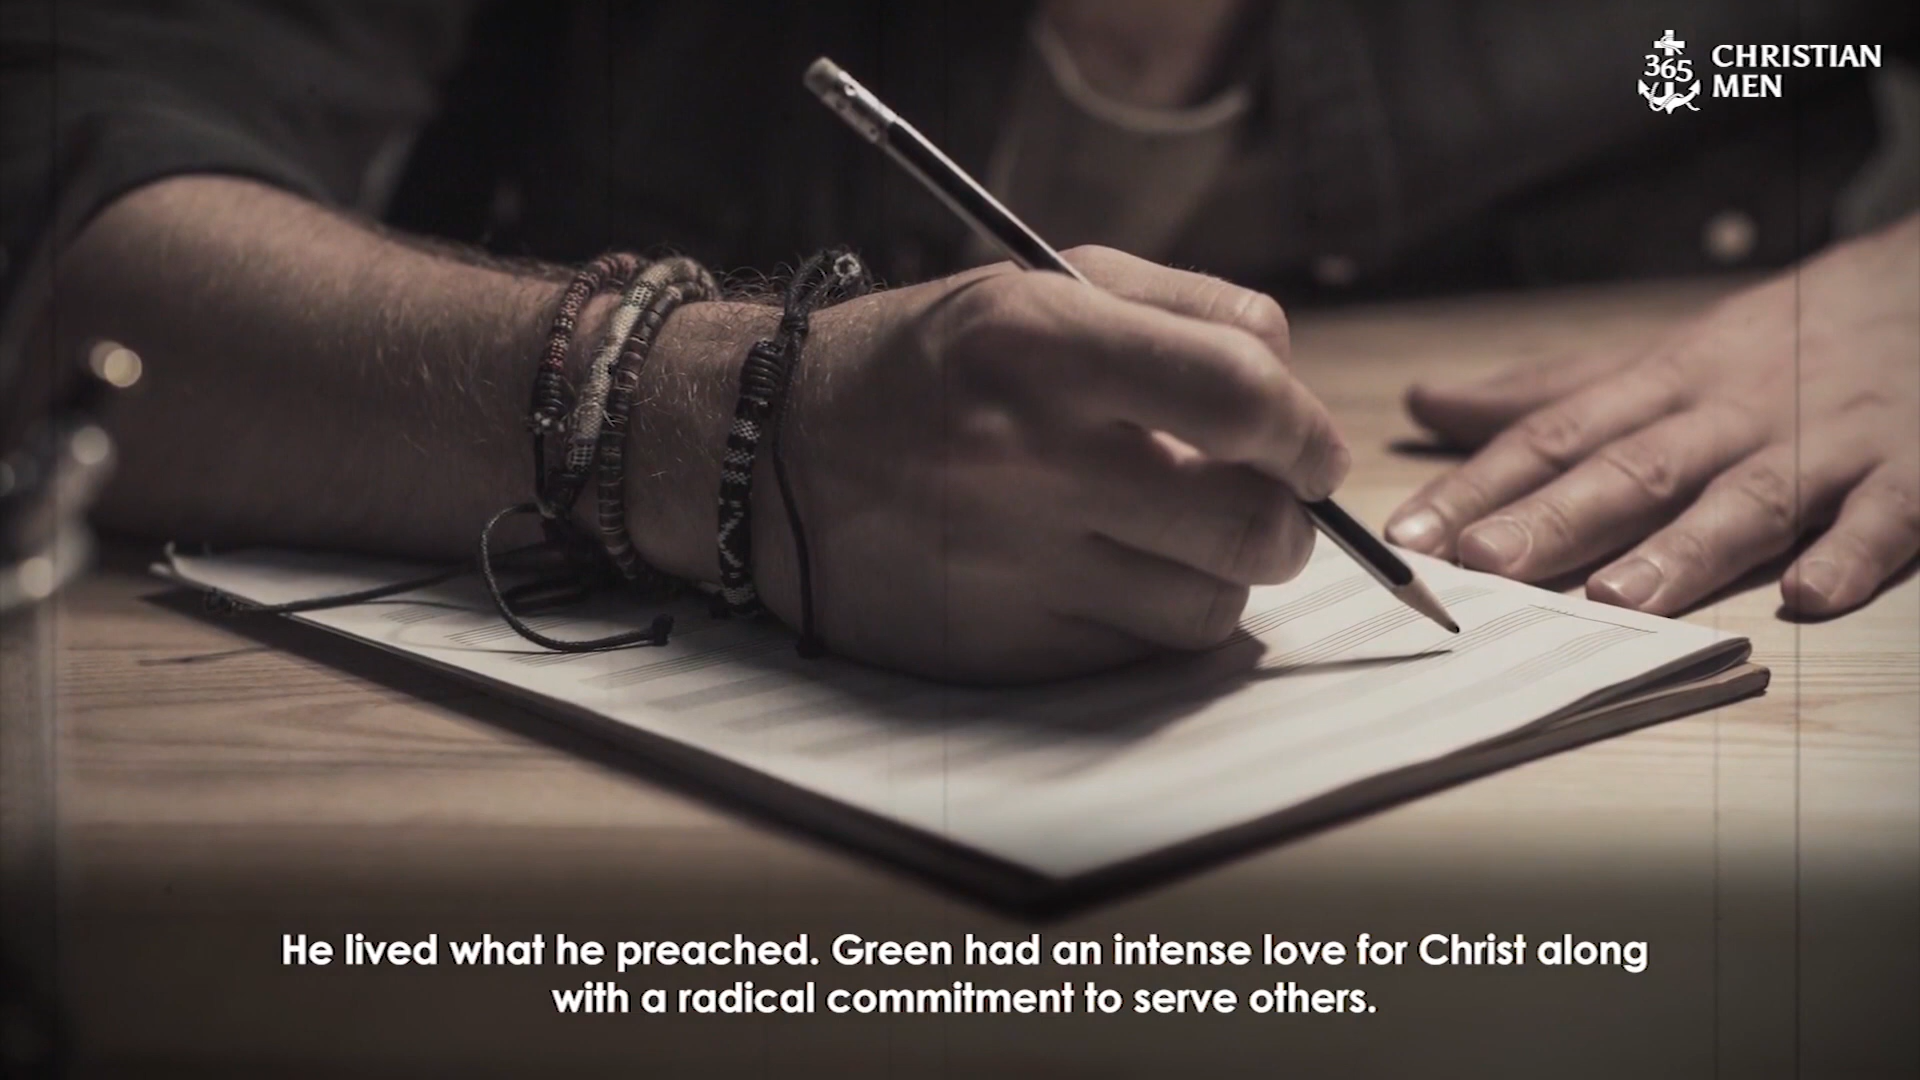 365
CHRISTIAN
MEN
He lived what he preached. Green had an intense love for Christ along
with a radical commitment to serve others.